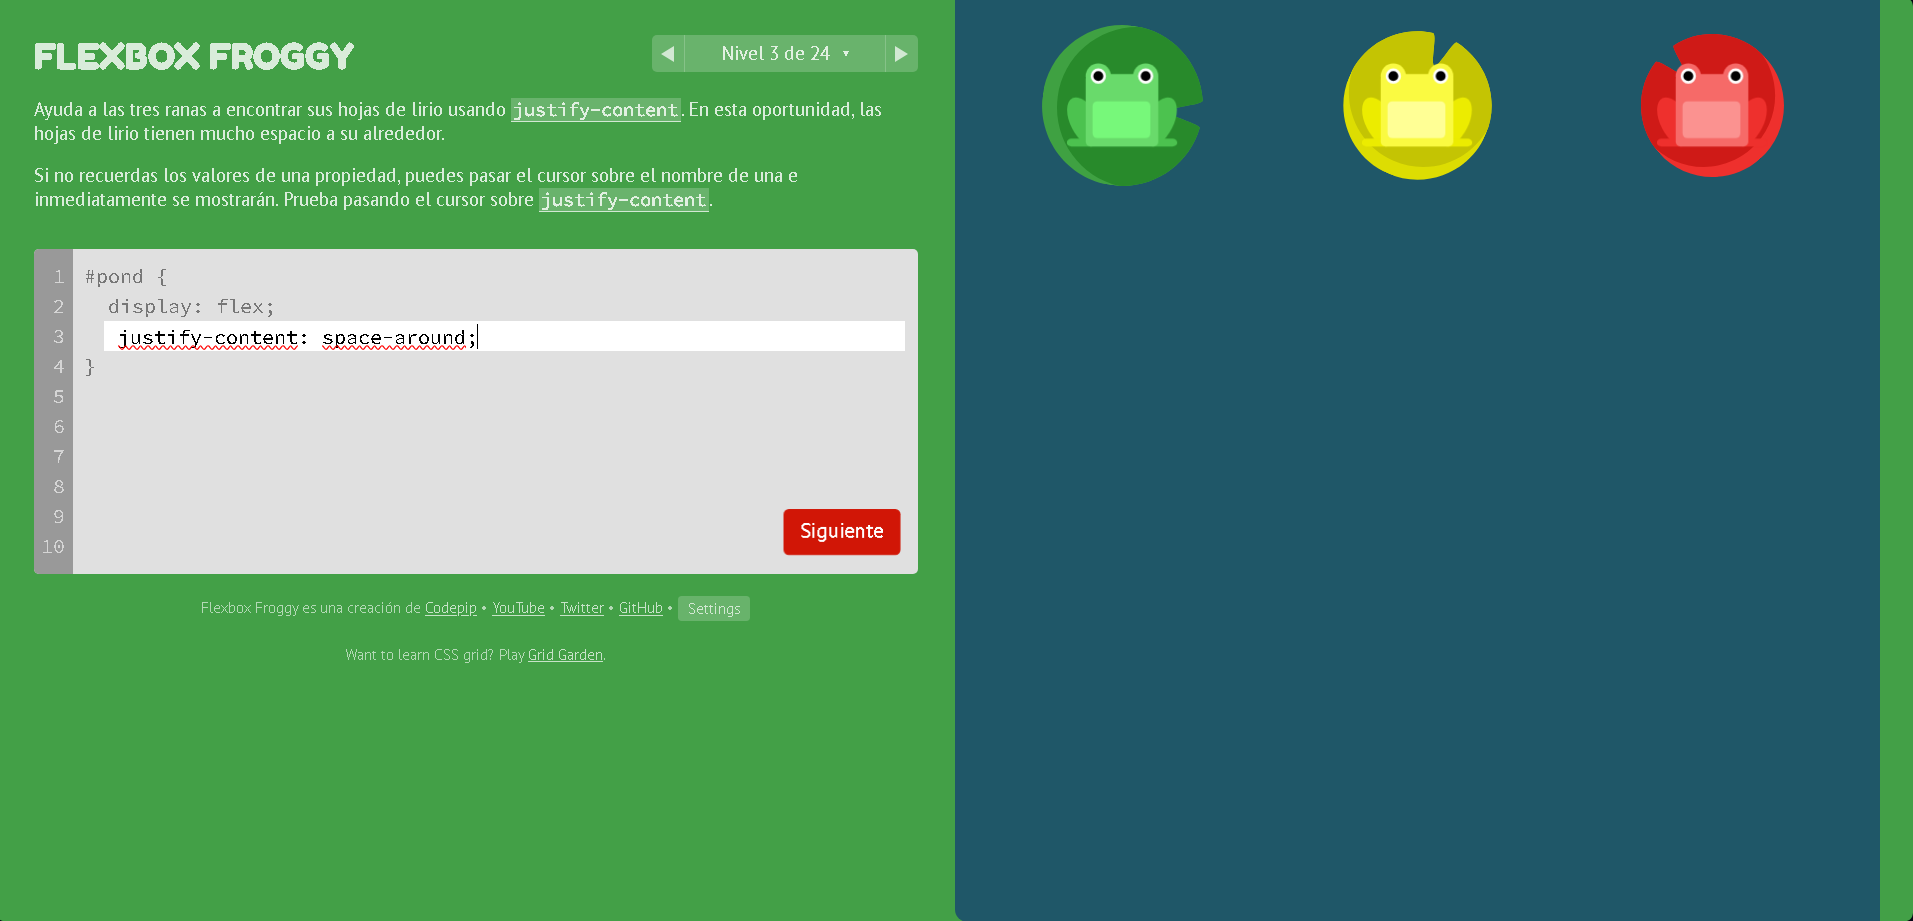 FLEXBOX FROGGY
◀ Nivel 3 de 24 ▾ ▶
Ayuda a las tres ranas a encontrar sus hojas de lirio usando justify-content. En esta oportunidad, las
hojas de lirio tienen mucho espacio a su alrededor.
Si no recuerdas los valores de una propiedad, puedes pasar el cursor sobre el nombre de una e
inmediatamente se mostrarán. Prueba pasando el cursor sobre justify-content.
1 #pond {
2 display: flex;
3 justify-content: space-around;
4 }
5
6
7
8
9
10
Siguiente
Flexbox Froggy es una creación de Codepip • YouTube • Twitter • GitHub • Settings
Want to learn CSS grid? Play Grid Garden.